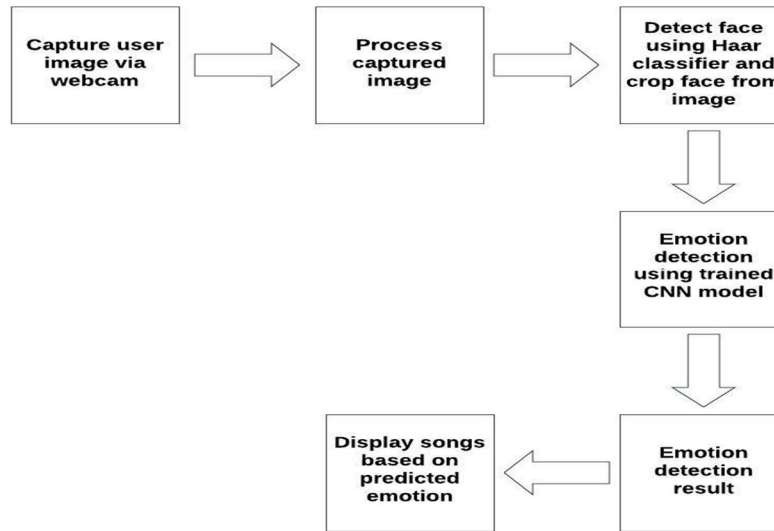 Capture user
image via
webcam
Process
captured
image
Detect face
using Haar
classifier and
crop face from
image
Emotion
detection
using trained
CNN model
Emotion
detection
result
Display songs
based on
predicted
emotion